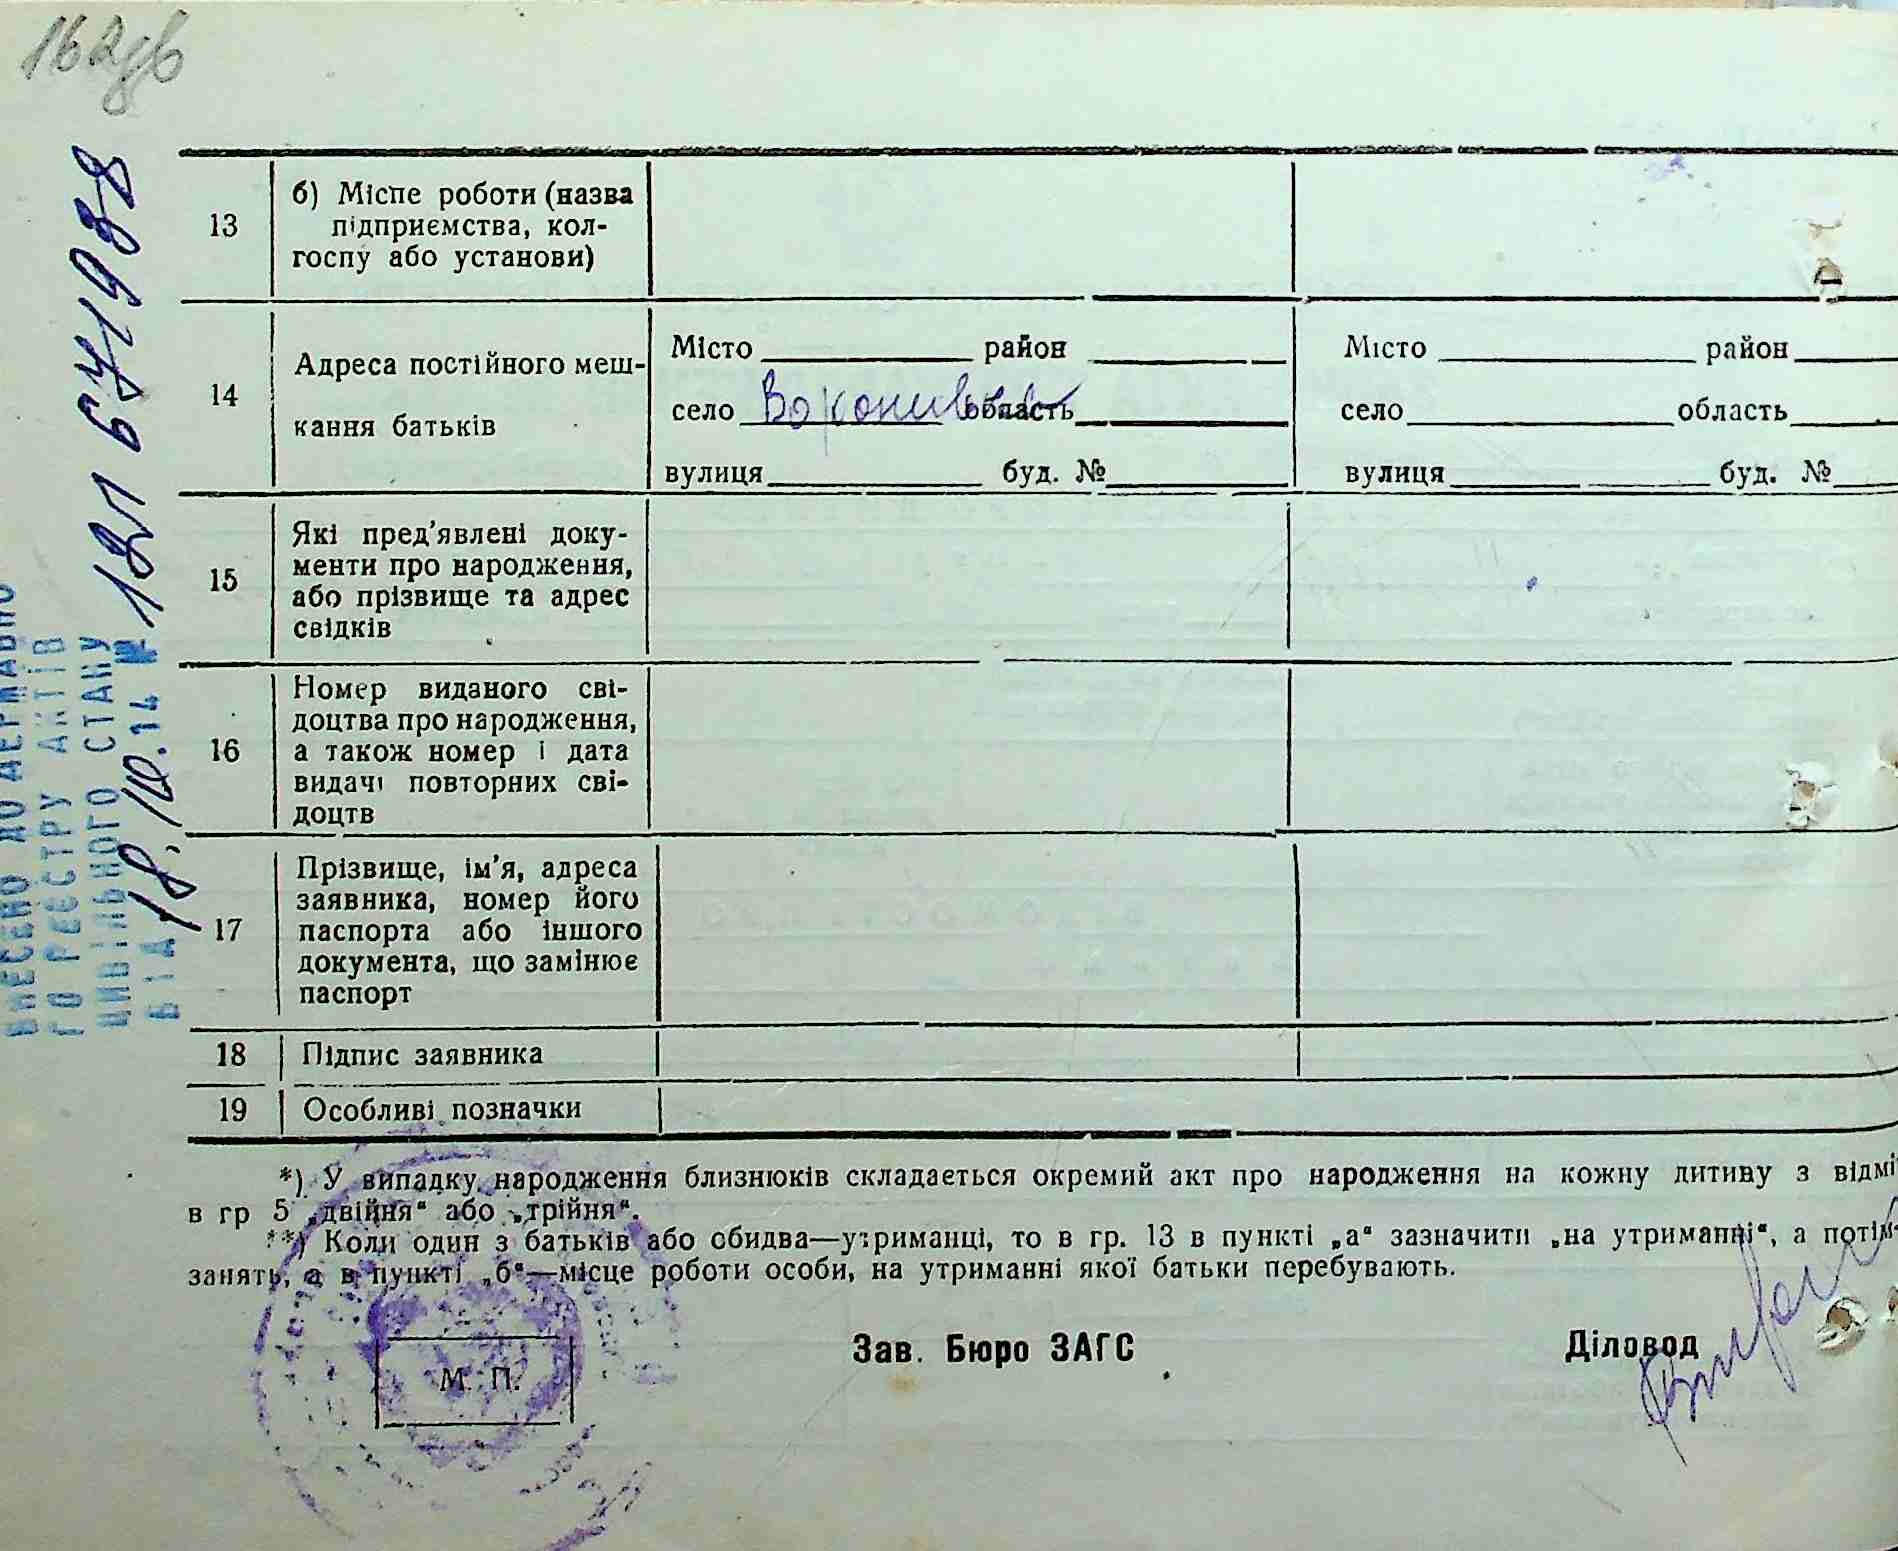 162зв
ВНЕСЕНО ДО ДЕРЖАВНО
ГО РЕЄСТРУ АКТІВ
ЦИВІЛЬНОГО СТАНУ
ВІД 18.10.14 №
13 б) Місце роботи (назва
підприємства, кол-
госпу або установи)
14 Адреса постійного меш-
кання батьків
Місто район
село область
вулиця буд. №
Місто район
село область
вулиця буд. №
15 Які пред’явлені доку-
менти про народження,
або прізвище та адрес
свідків
16 Номер виданого сві-
доцтва про народження,
а також номер і дата
видачі повторних сві-
доцтв
17 Прізвище, ім’я, адреса
заявника, номер його
паспорта або іншого
документа, що замінює
паспорт
18 Підпис заявника
19 Особливі позначки
*) У випадку народження близнюків складається окремий акт про народження на кожну дитину з відмі
в гр 5 „двійня“ або „трійня“.
**) Коли один з батьків або обидва—утриманці, то в гр. 13 в пункті „а“ зазначити „на утриманні“, а потім
занять, а в пункті „б“—місце роботи особи, на утриманні якої батьки перебувають.
М. П.
Зав. Бюро ЗАГС
Діловод